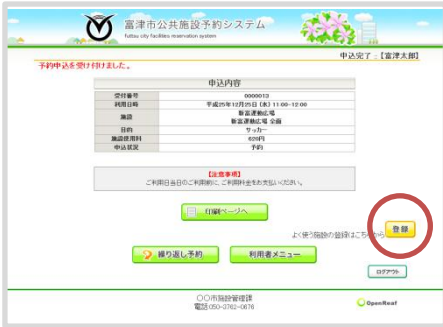 富津市公共施設予約システム
futtsu city facilities reservation system
申込完了:【富津太郎】
予約申込を受け付けました。
申込内容
受付番号 0000013
利用日時 平成25年12月25日(水) 11:00-12:00
施設 新富運動広場
新富運動広場 全面
目的 サッカー
施設使用料 620円
申込状況 予約
【注意事項】
ご利用日当日のご利用前に、ご利用料金をお支払いください。
印刷ページへ
よく使う施設の登録はこちらから 登録
繰り返し予約 利用者メニュー
ログアウト
〇〇市施設管理課
電話 050-3762-0676
OpenReaf